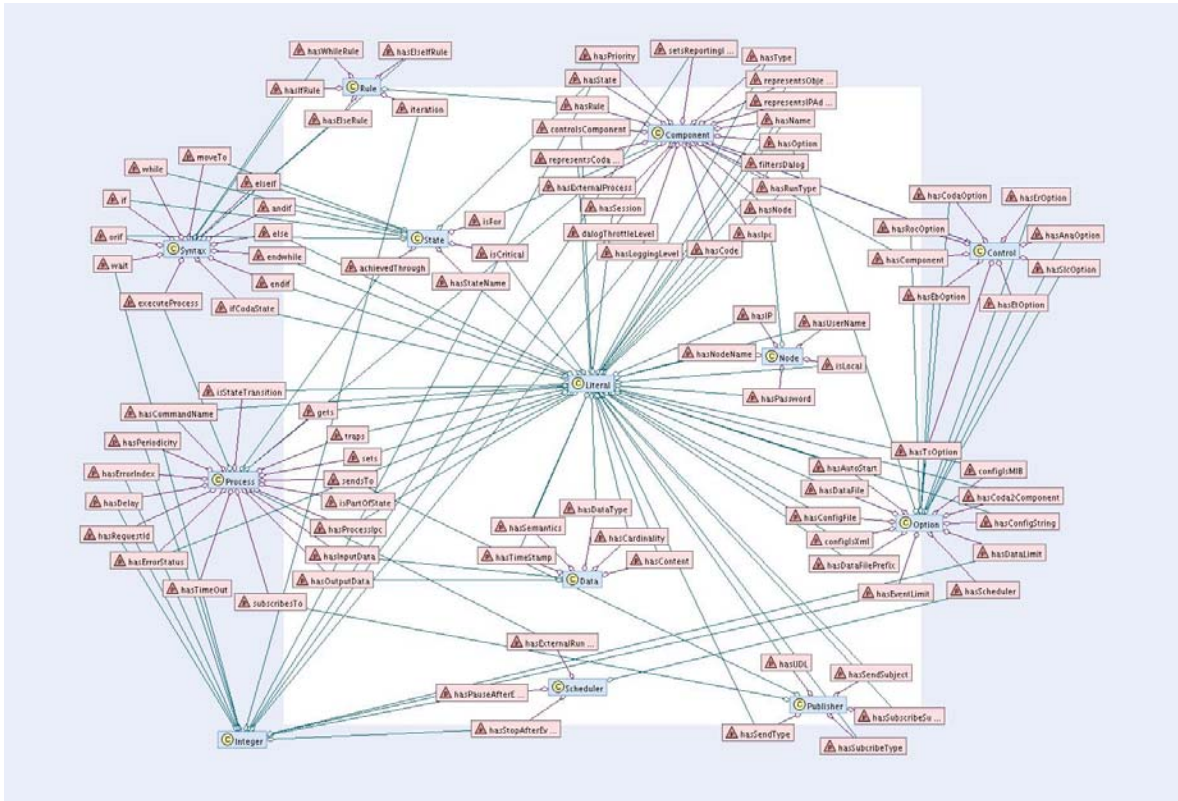 hasWhileRule
hasElseIfRule
hasPriority
setsReportingI ...
hasType
hasIfRule
Rule
hasState
representsObje ...
hasElseRule
iteration
hasRule
representsIPAd ...
controlsComponent
Component
hasName
representsCoda ...
hasOption
while
moveTo
elseif
hasExternalProcess
filtersDalog
if
andif
isFor
hasSession
hasRunType
hasCodaOption
hasErOption
orif
else
State
dalogThrottleLevel
hasNode
hasRocOption
hasAnaOption
Syntax
isCritical
hasIpc
Control
wait
endwhile
achievedThrough
hasLoggingLevel
hasCode
hasComponent
hasSlcOption
endif
hasStateName
hasEbOption
hasEtOption
executeProcess
ifCodaState
hasIP
hasUserName
hasNodeName
Node
isLocal
Literal
hasPassword
isStateTransition
hasCommandName
gets
hasPeriodicity
traps
hasErrorIndex
sets
hasTsOption
Process
sendsTo
hasAutoStart
configIsMIB
hasDelay
isPartOfState
hasDataFile
hasCoda2Component
hasRequestId
hasProcessIpc
hasSemantics
hasDataType
hasConfigFile
Option
hasConfigString
hasErrorStatus
hasInputData
hasTimeStamp
hasCardinality
configIsXml
hasDataLimit
hasTimeOut
hasOutputData
Data
hasContent
hasDataFilePrefix
subscribesTo
hasEventLimit
hasScheduler
hasExternalRun ...
hasPauseAfterE ...
Scheduler
hasUDL
hasSendSubject
Publisher
hasStopAfterEv ...
hasSubscribeSu ...
Integer
hasSendType
hasSubcribeType